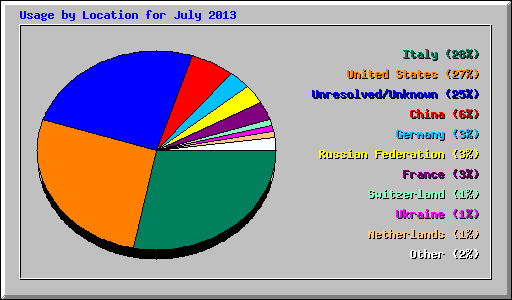 Usage by Location for July 2013
Italy (28%)
United States (27%)
Unresolved/Unknown (25%)
China (6%)
Germany (3%)
Russian Federation (3%)
France (3%)
Switzerland (1%)
Ukraine (1%)
Netherlands (1%)
Other (2%)